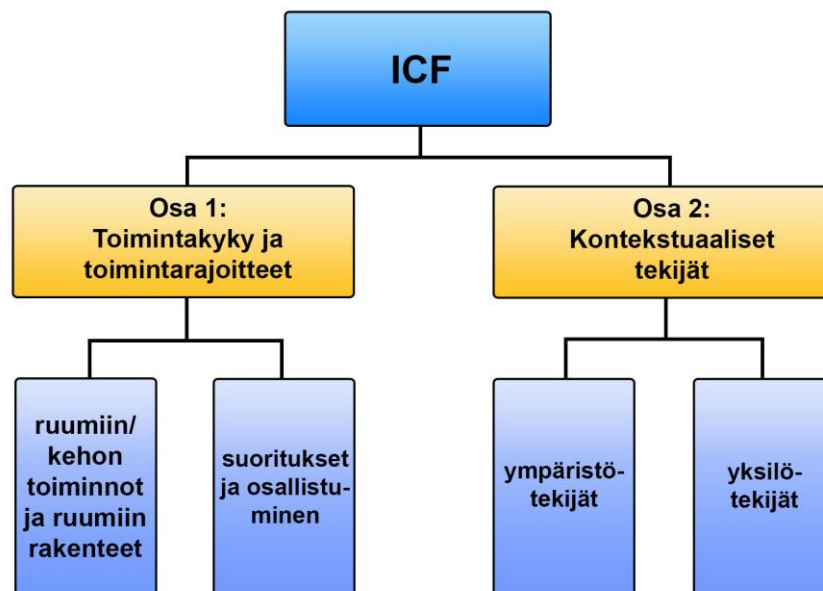 ICF
Osa 1:
Toimintakyky ja
toimintarajoitteet
Osa 2:
Kontekstuaaliset
tekijät
ruumiin/
kehon
toiminnot
ja ruumiin
rakenteet
suoritukset
ja osallistu-
minen
ympäristö-
tekijät
yksilö-
tekijät